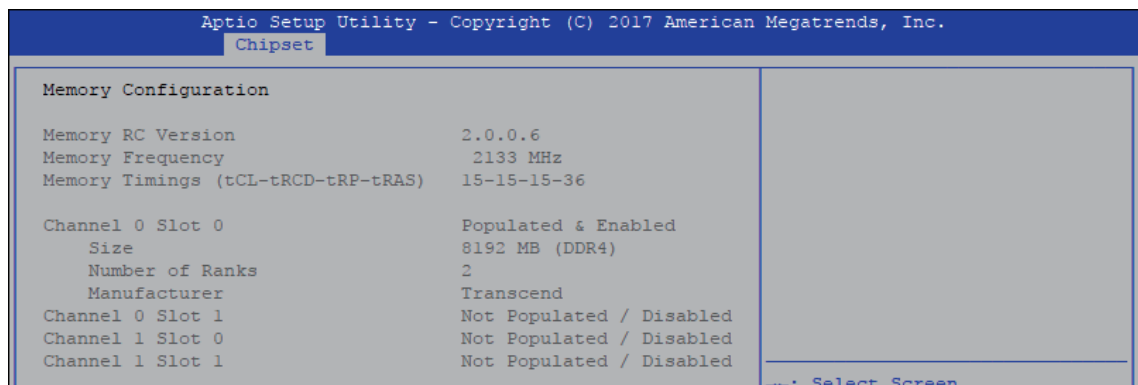 Aptio Setup Utility - Copyright (C) 2017 American Megatrends, Inc.
Chipset
Memory Configuration
Memory RC Version 2.0.0.6
Memory Frequency 2133 MHz
Memory Timings (tCL-tRCD-tRP-tRAS) 15-15-15-36
Channel 0 Slot 0 Populated & Enabled
Size 8192 MB (DDR4)
Number of Ranks 2
Manufacturer Transcend
Channel 0 Slot 1 Not Populated / Disabled
Channel 1 Slot 0 Not Populated / Disabled
Channel 1 Slot 1 Not Populated / Disabled
: Select Screen